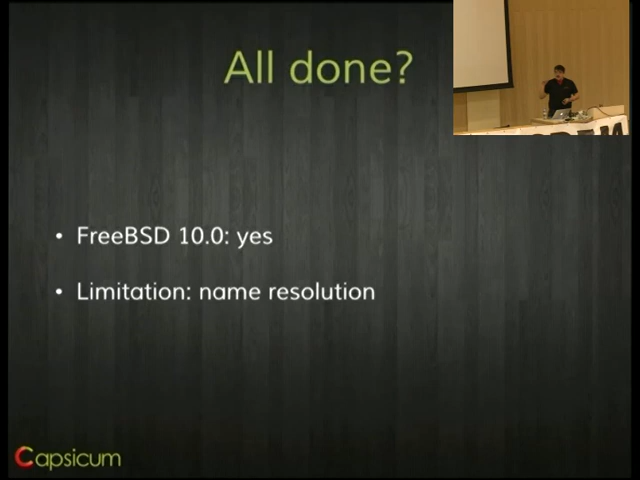 All done?
• FreeBSD 10.0: yes
• Limitation: name resolution
Capsicum